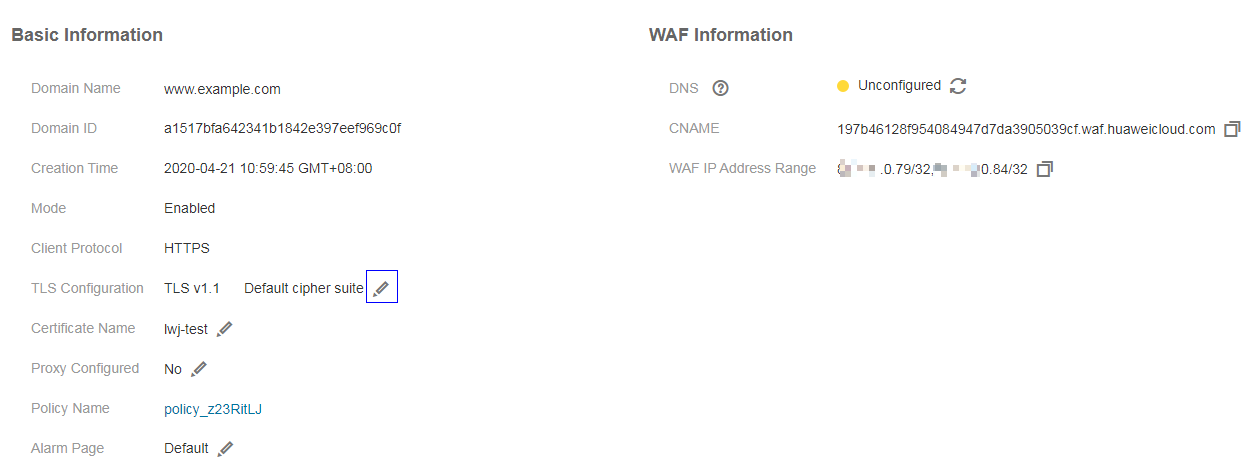 Basic Information
Domain Name www.example.com
Domain ID a1517bfa642341b1842e397eef969c0f
Creation Time 2020-04-21 10:59:45 GMT+08:00
Mode Enabled
Client Protocol HTTPS
TLS Configuration TLS v1.1 Default cipher suite
Certificate Name lwj-test
Proxy Configured No
Policy Name policy_z23RitLJ
Alarm Page Default
WAF Information
DNS ? Unconfigured
CNAME 197b46128f954084947d7da3905039cf.waf.huaweicloud.com
WAF IP Address Range .0.79/32, 0.84/32